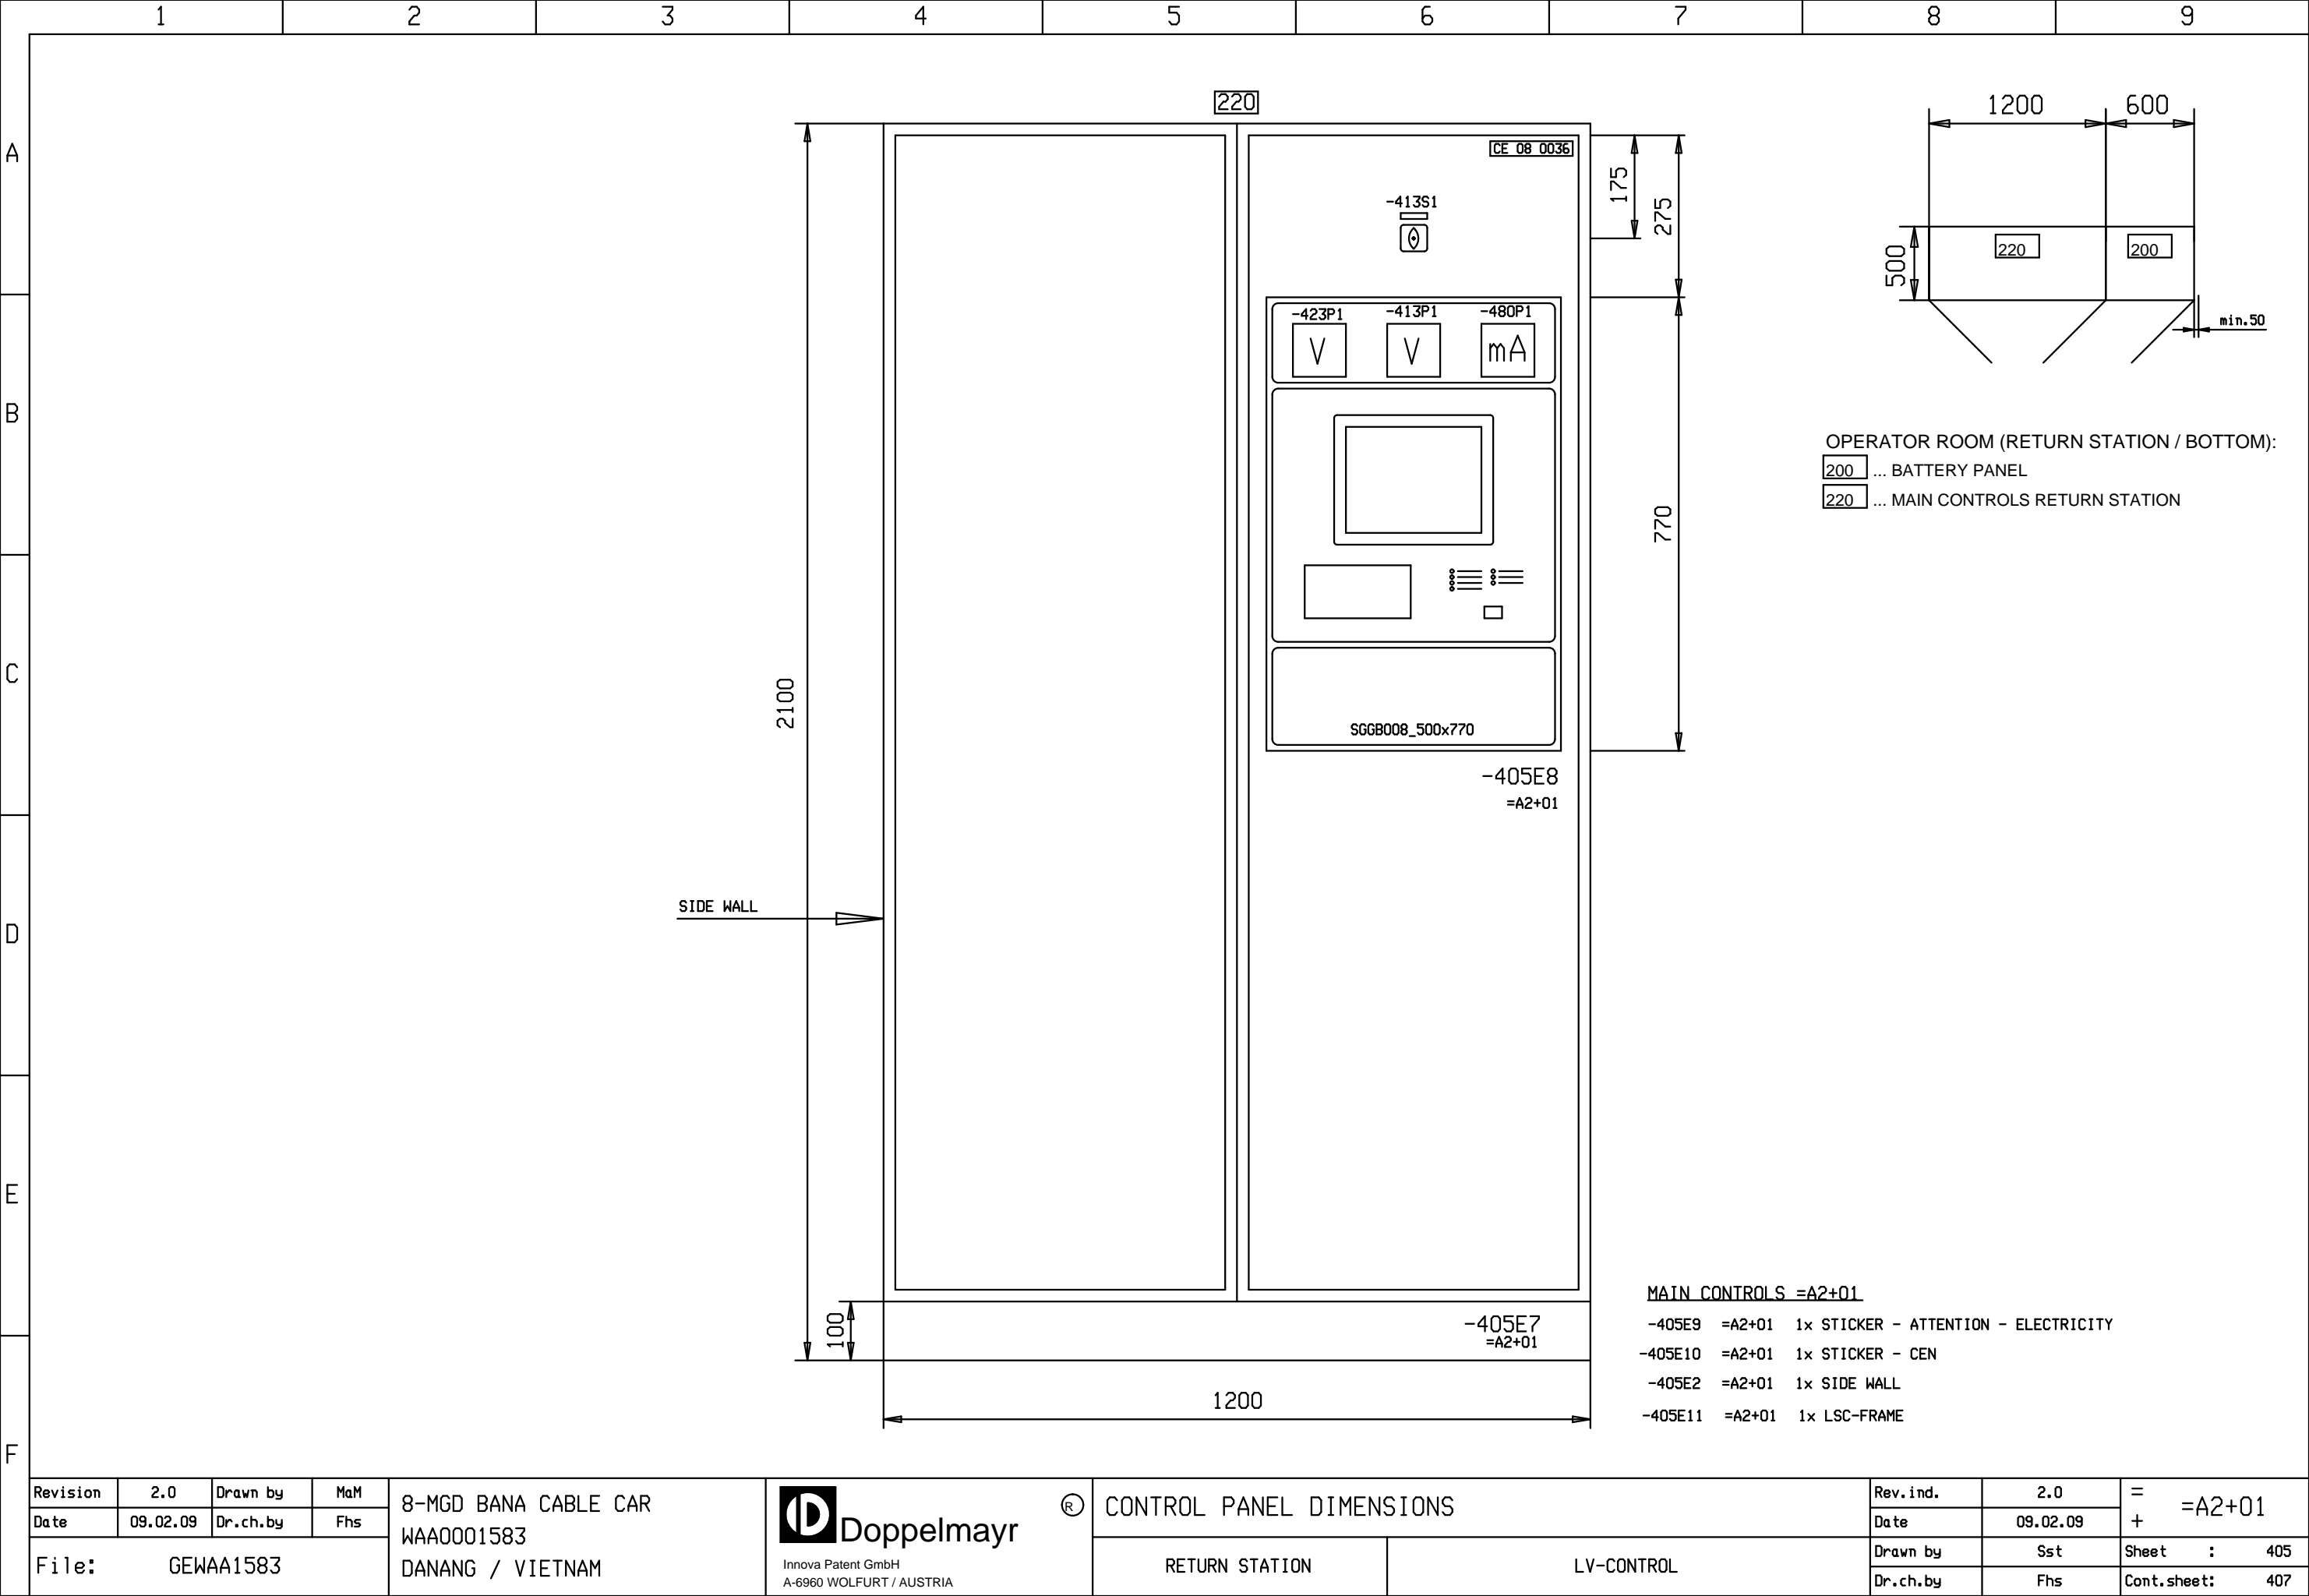 1 2 3 4 5 6 7 8 9
A
B
C
D
E
F
220
CE 08 0036
-413S1
175
275
-423P1 -413P1 -480P1
V V mA
770
SGGB008_500x770
-405E8
=A2+01
2100
SIDE WALL
100
-405E7
=A2+01
1200
1200 600
500
220 200
min.50
OPERATOR ROOM (RETURN STATION / BOTTOM):
200 ... BATTERY PANEL
220 ... MAIN CONTROLS RETURN STATION
MAIN CONTROLS =A2+01
-405E9 =A2+01 1x STICKER - ATTENTION - ELECTRICITY
-405E10 =A2+01 1x STICKER - CEN
-405E2 =A2+01 1x SIDE WALL
-405E11 =A2+01 1x LSC-FRAME
Revision 2.0 Drawn by MaM
Date 09.02.09 Dr.ch.by Fhs
File: GEWAA1583
8-MGD BANA CABLE CAR
WAA0001583
DANANG / VIETNAM
Doppelmayr ®
Innova Patent GmbH
A-6960 WOLFURT / AUSTRIA
CONTROL PANEL DIMENSIONS
RETURN STATION LV-CONTROL
Rev.ind. 2.0
Date 09.02.09
Drawn by Sst
Dr.ch.by Fhs
= =A2+01
+
Sheet : 405
Cont.sheet: 407